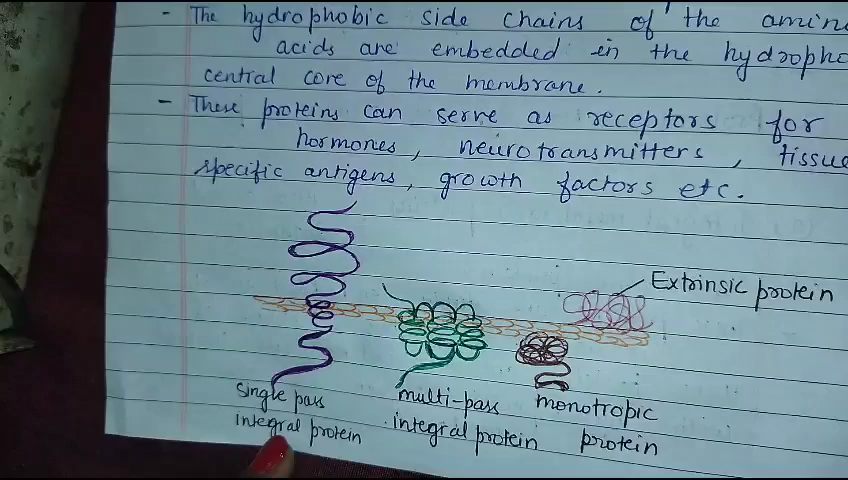 - The hydrophobic side chains of the amin
acids are embedded in the hydropho
central core of the membrane.
- These proteins can serve as receptors for
hormones, neurotransmitters, tissue
specific antigens, growth factors etc.
Extrinsic protein
single pass
integral protein
multi-pass
integral protein
monotropic
protein